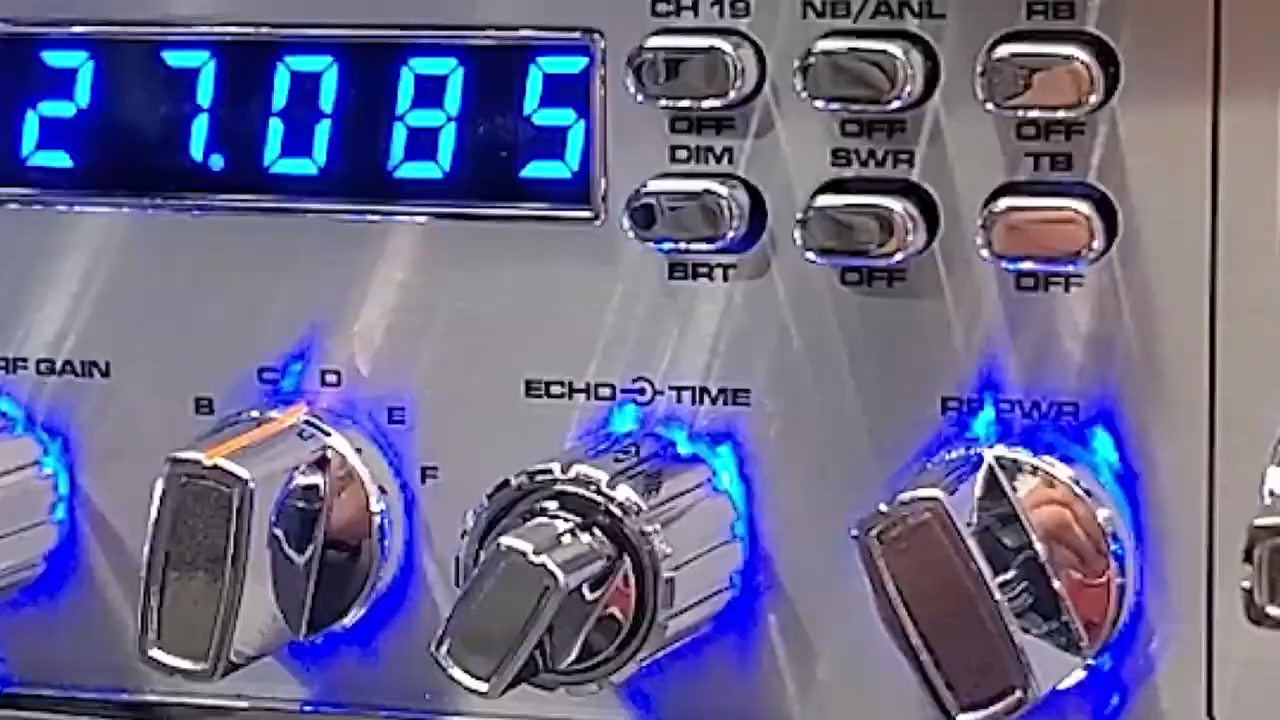 CH 19 NB/ANL RB
27.085
OFF OFF OFF
DIM SWR TB
BRT OFF OFF
RF GAIN
B C D E F
ECHO TIME
RF PWR